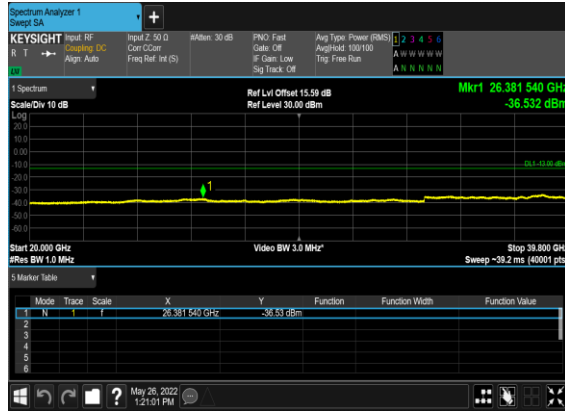 Spectrum Analyzer 1
Swept SA
KEYSIGHT
R T
LXI
Input: RF
Coupling: DC
Align: Auto
Input Z: 50 Ω
Corr CCorr
Freq Ref: Int (S)
#Atten: 30 dB
PNO: Fast
Gate: Off
IF Gain: Low
Sig Track: Off
Avg Type: Power (RMS)
Avg|Hold: 100/100
Trig: Free Run
1 2 3 4 5 6
A W W W W W
A N N N N N
1 Spectrum
Scale/Div 10 dB
Ref Lvl Offset 15.59 dB
Ref Level 30.00 dBm
Mkr1 26.381 540 GHz
-36.532 dBm
Log
20.0
10.0
0.00
-10.0
-20.0
-30.0
-40.0
-50.0
-60.0
DL1 -13.00 dBm
1
Start 20.000 GHz
#Res BW 1.0 MHz
Video BW 3.0 MHz*
Stop 39.800 GHz
Sweep ~39.2 ms (40001 pts)
5 Marker Table
Mode Trace Scale X Y Function Function Width Function Value
1 N 1 f 26.381 540 GHz -36.53 dBm
2
3
4
5
6
May 26, 2022
1:21:01 PM